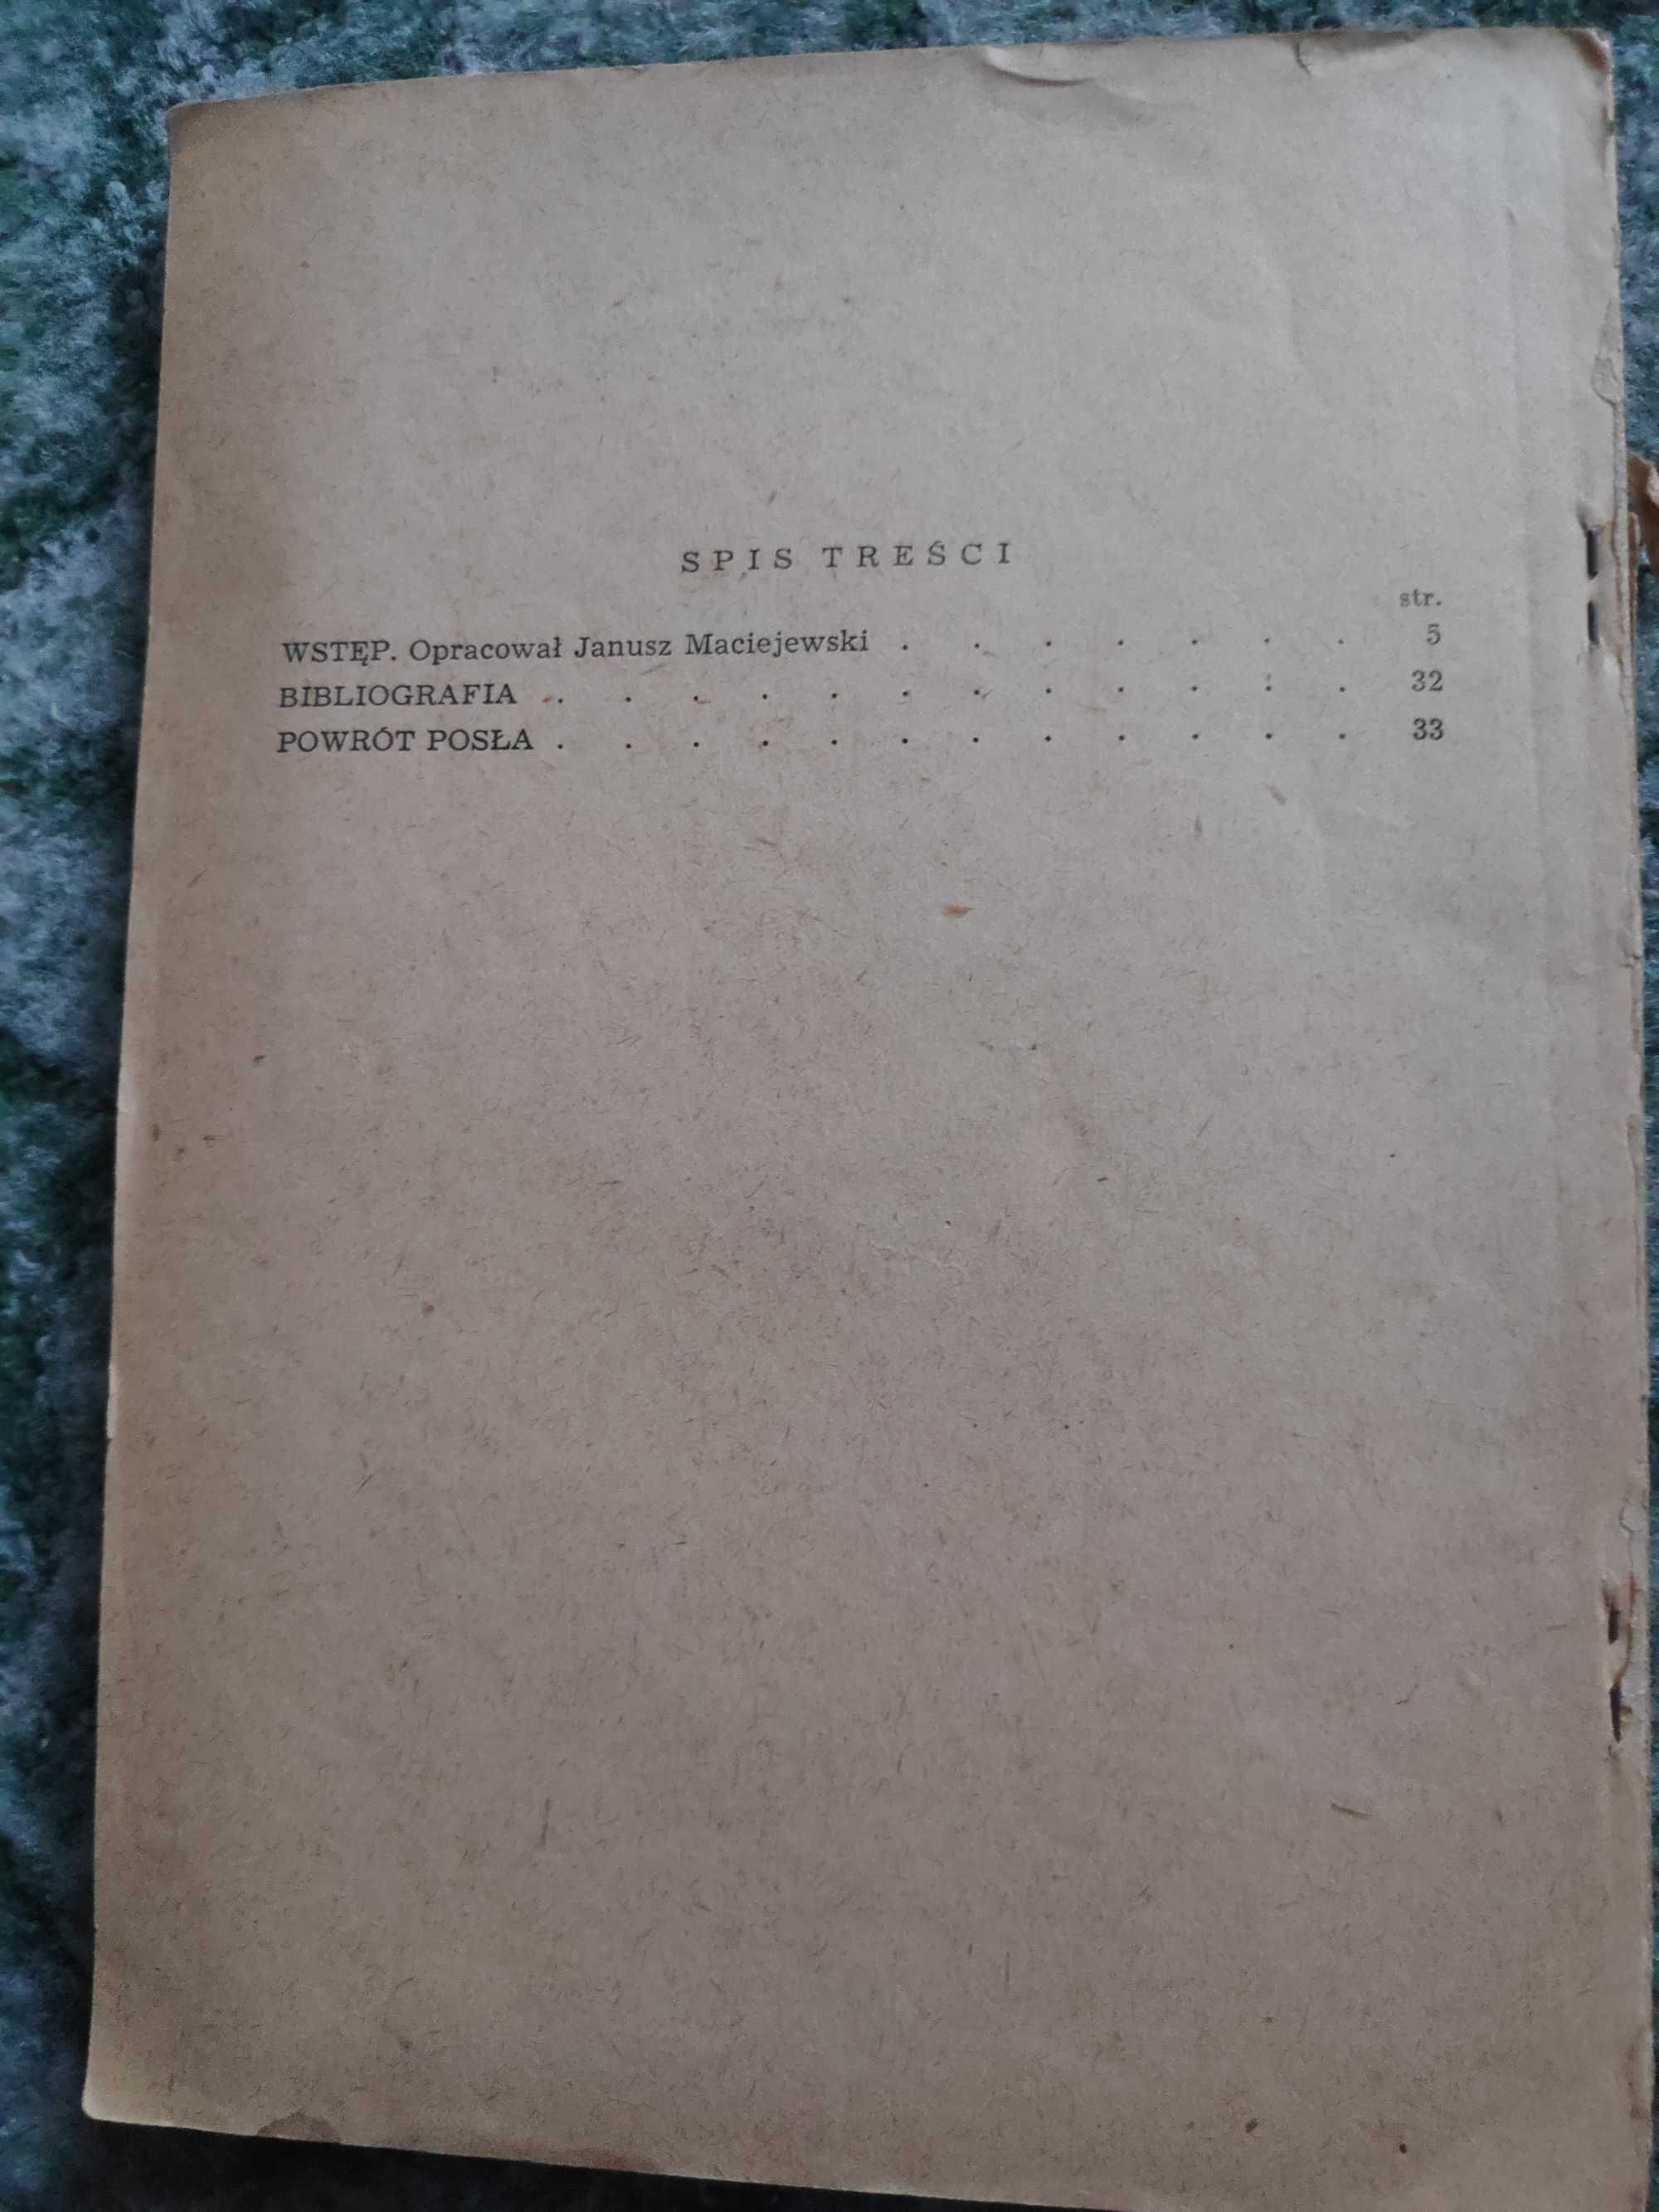 SPIS TREŚCI
str.
WSTĘP. Opracował Janusz Maciejewski . . . . . . . 5
BIBLIOGRAFIA . . . . . . . . . . . . 32
POWRÓT POSŁA . . . . . . . . . . . . 33